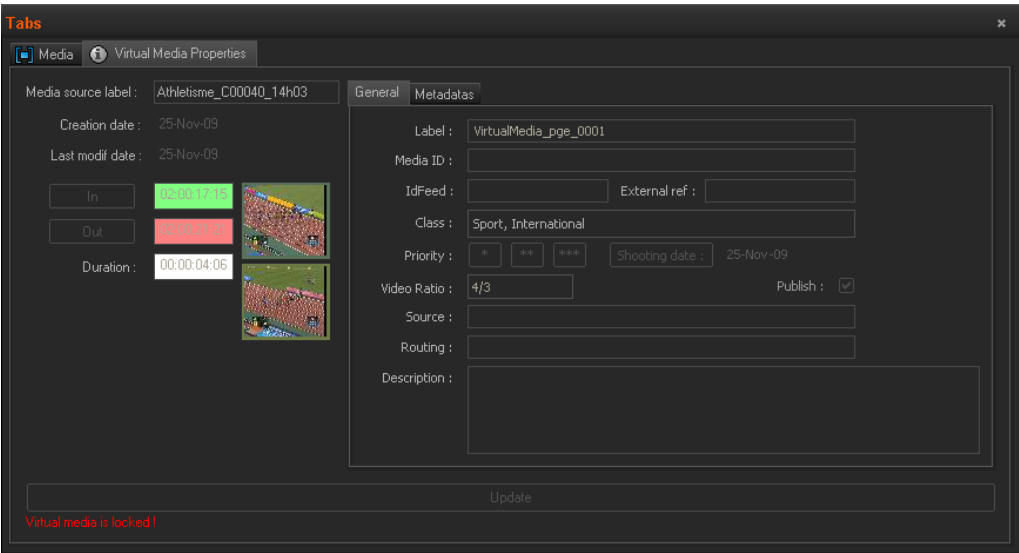 Tabs
Media
Virtual Media Properties
Media source label : Athletisme_C00040_14h03
Creation date : 25-Nov-09
Last modif date : 25-Nov-09
In 02:00:17:15
Out
Duration : 00:00:04:06
General Metadatas
Label : VirtualMedia_pge_0001
Media ID :
IdFeed : External ref :
Class : Sport, International
Priority : * ** *** Shooting date : 25-Nov-09
Video Ratio : 4/3 Publish :
Source :
Routing :
Description :
Update
Virtual media is locked !